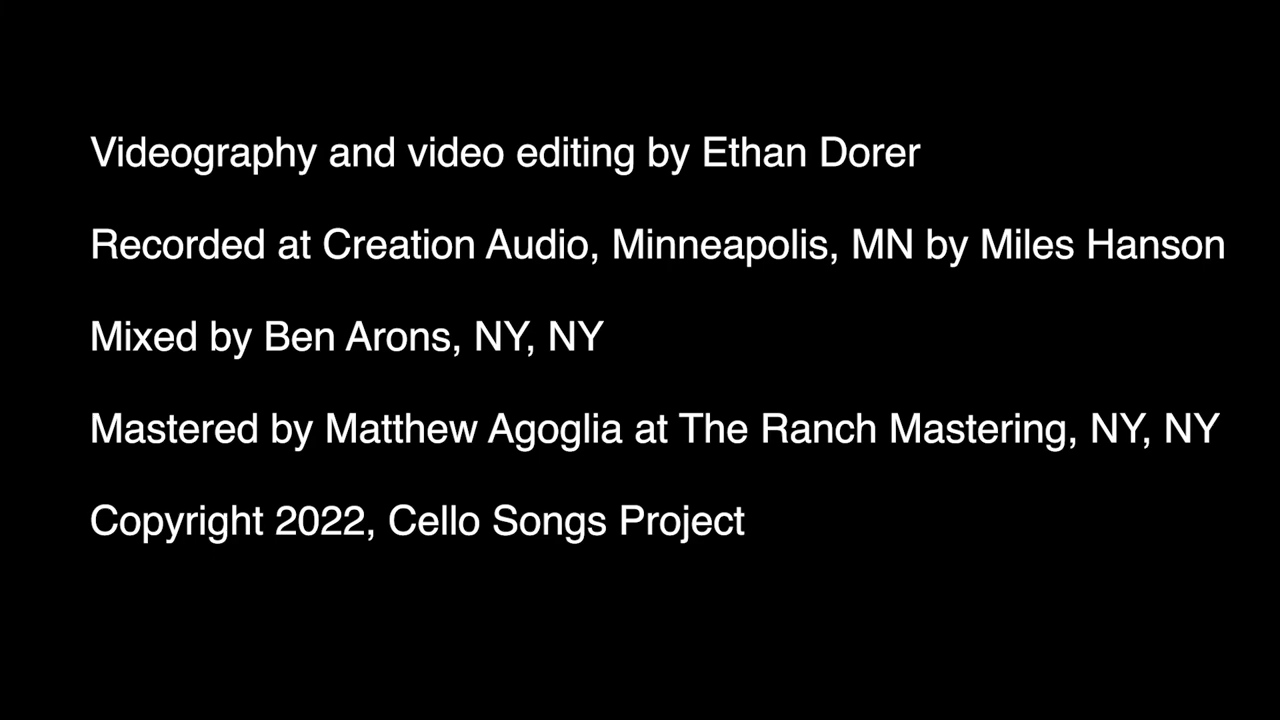 Videography and video editing by Ethan Dorer
Recorded at Creation Audio, Minneapolis, MN by Miles Hanson
Mixed by Ben Arons, NY, NY
Mastered by Matthew Agoglia at The Ranch Mastering, NY, NY
Copyright 2022, Cello Songs Project